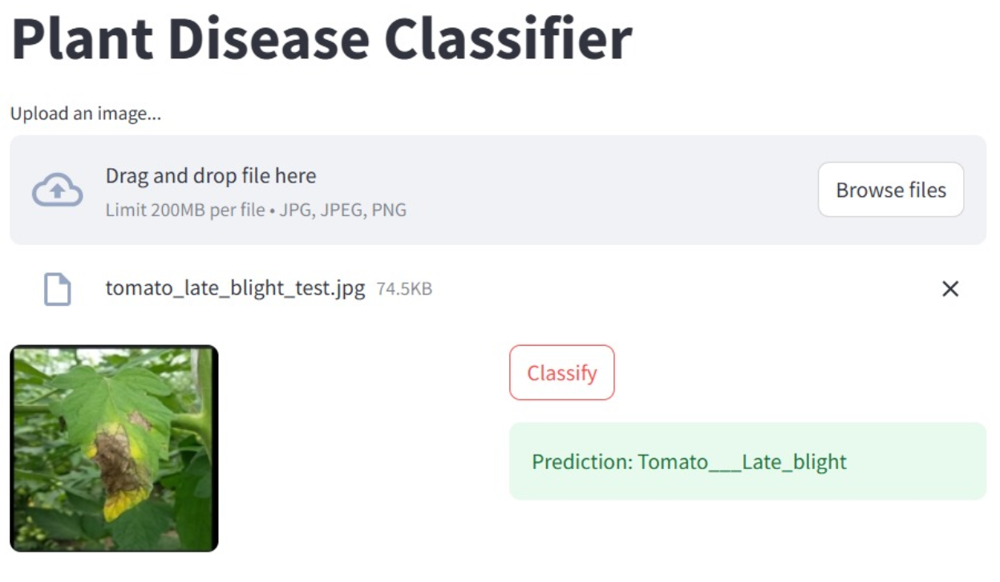 Plant Disease Classifier
Upload an image...
Drag and drop file here
Limit 200MB per file • JPG, JPEG, PNG
Browse files
tomato_late_blight_test.jpg 74.5KB
Classify
Prediction: Tomato___Late_blight